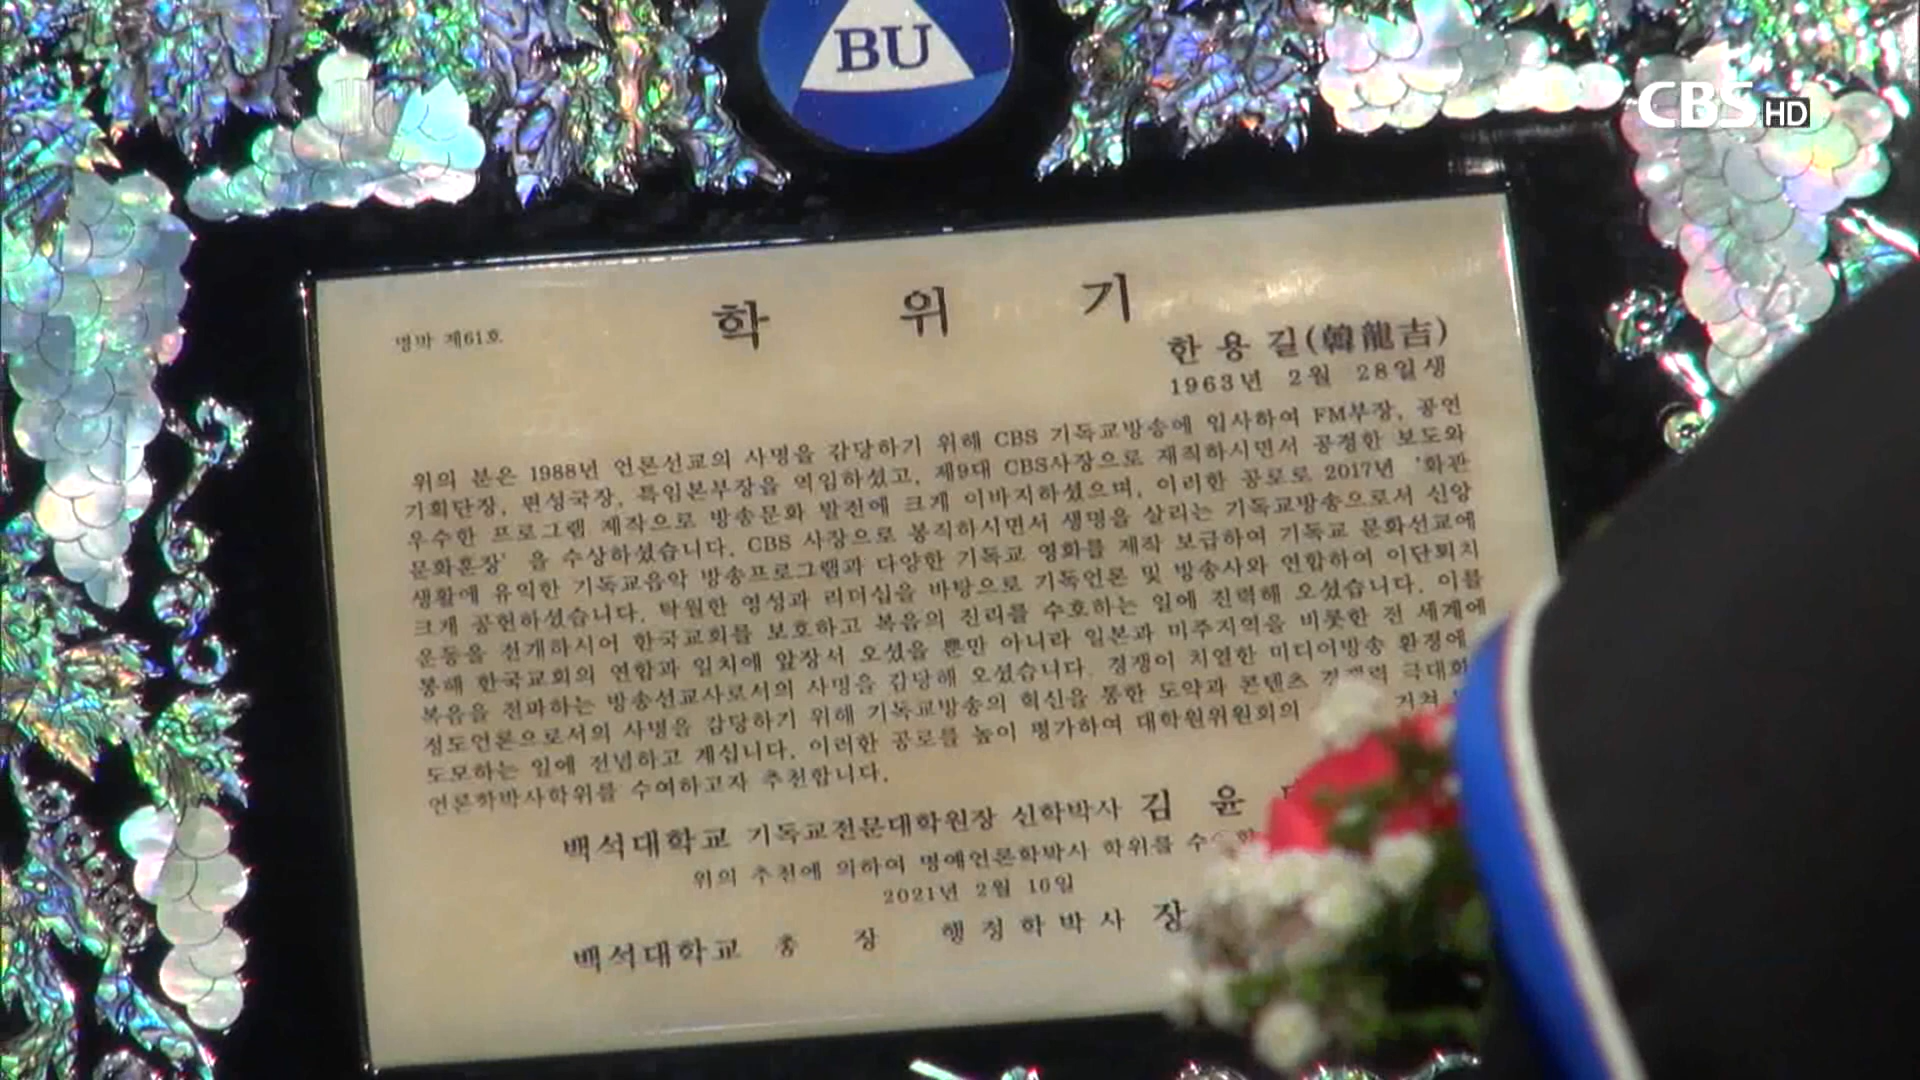 BU
CBS HD
학 위 기
명박 제61호
한 용 길(韓龍吉)
1963년 2월 28일생
위의 분은 1988년 언론선교의 사명을 감당하기 위해 CBS 기독교방송에 입사하여 FM부장, 공연
기획단장, 편성국장, 특임본부장을 역임하셨고, 제9대 CBS사장으로 재직하시면서 공정한 보도와
우수한 프로그램 제작으로 방송문화 발전에 크게 이바지하셨으며, 이러한 공로로 2017년 '화관
문화훈장' 을 수상하셨습니다. CBS 사장으로 봉직하시면서 생명을 살리는 기독교방송으로서 신앙
생활에 유익한 기독교음악 방송프로그램과 다양한 기독교 영화를 제작 보급하여 기독교 문화선교에
크게 공헌하셨습니다. 탁월한 영성과 리더십을 바탕으로 기독언론 및 방송사와 연합하여 이단퇴치
운동을 전개하시어 한국교회를 보호하고 복음의 진리를 수호하는 일에 진력해 오셨습니다. 이를
통해 한국교회의 연합과 일치에 앞장서 오셨을 뿐만 아니라 일본과 미주지역을 비롯한 전 세계에
복음을 전파하는 방송선교사로서의 사명을 감당해 오셨습니다. 경쟁이 치열한 미디어방송 환경에
정도언론으로서의 사명을 감당하기 위해 기독교방송의 혁신을 통한 도약과 콘텐츠 경쟁력 극대화
도모하는 일에 전념하고 계십니다. 이러한 공로를 높이 평가하여 대학원위원회의 거쳐
언론학박사학위를 수여하고자 추천합니다.
백석대학교 기독교전문대학원장 신학박사 김 윤
위의 추천에 의하여 명예언론학박사 학위를
2021년 2월 16일
백석대학교 총 장 행정학박사 장